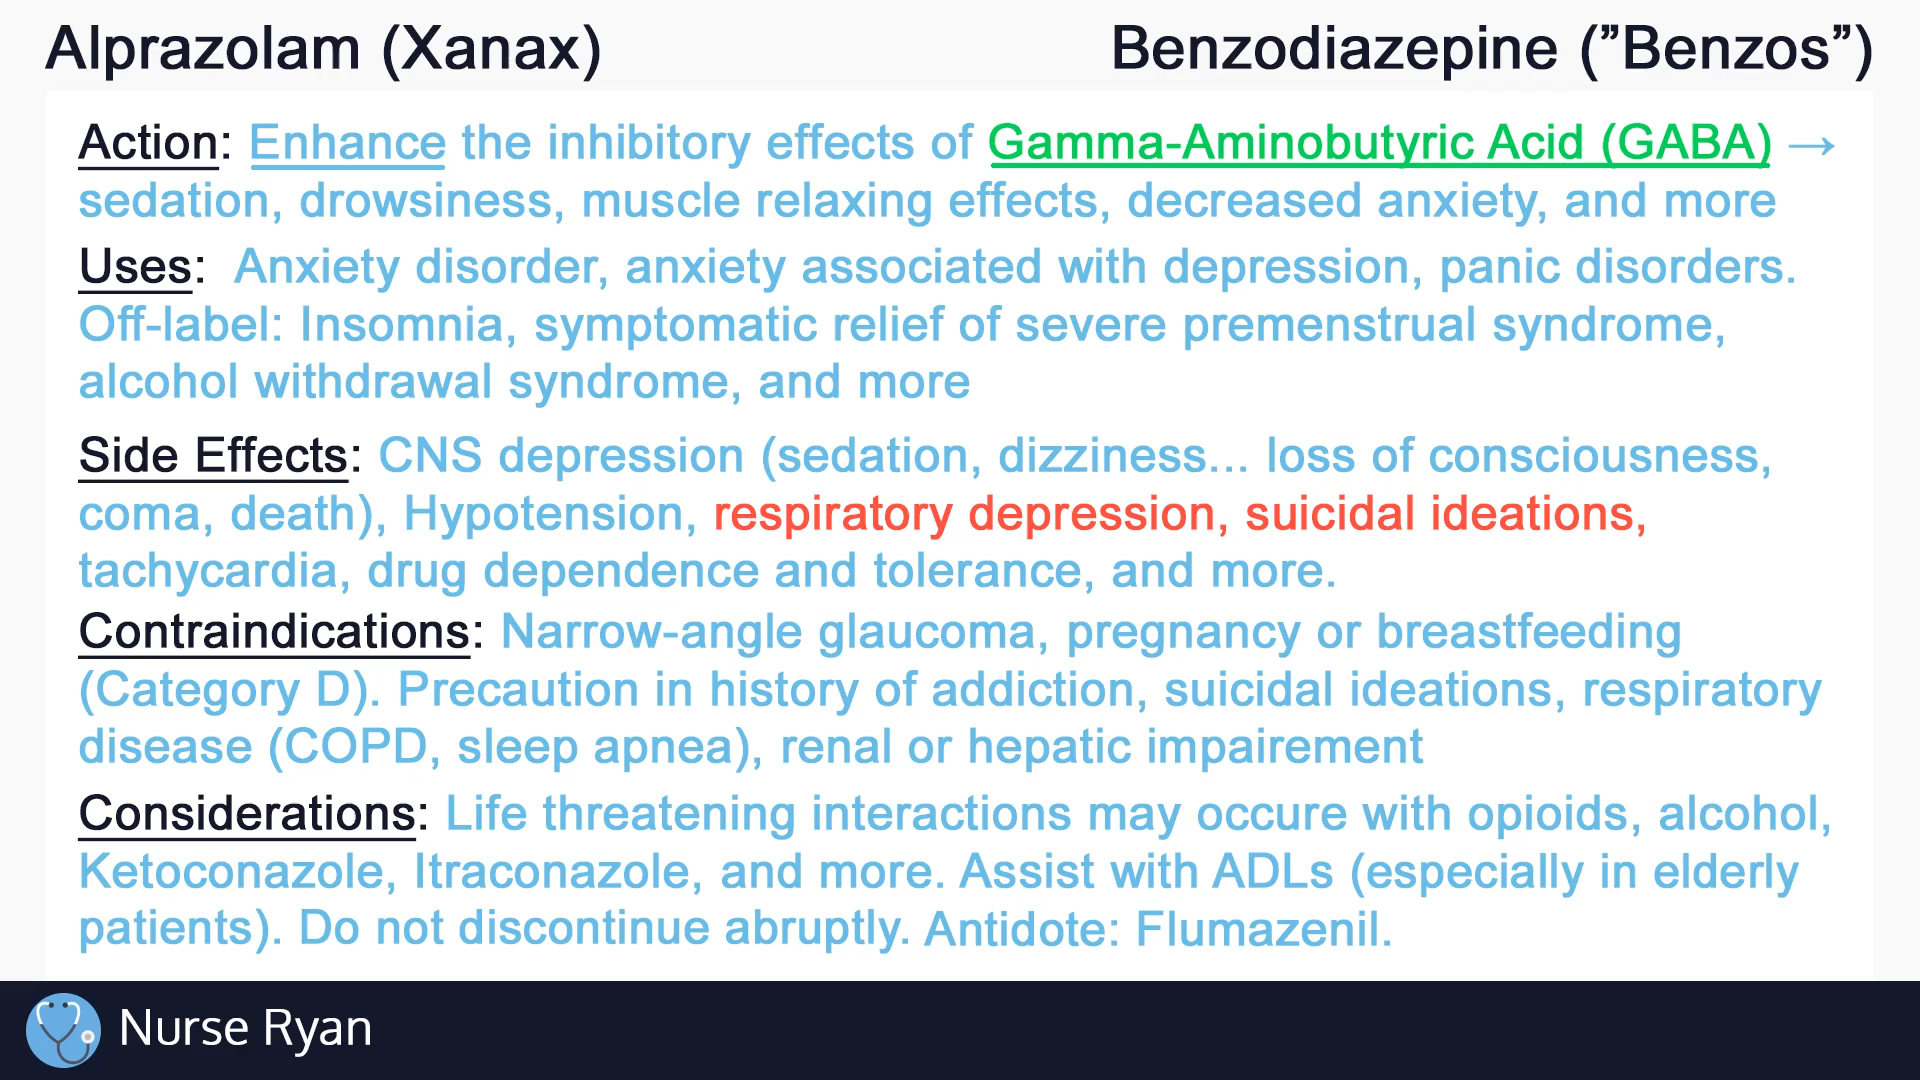 Alprazolam (Xanax) Benzodiazepine (”Benzos”)
Action: Enhance the inhibitory effects of Gamma-Aminobutyric Acid (GABA) →
sedation, drowsiness, muscle relaxing effects, decreased anxiety, and more
Uses: Anxiety disorder, anxiety associated with depression, panic disorders.
Off-label: Insomnia, symptomatic relief of severe premenstrual syndrome,
alcohol withdrawal syndrome, and more
Side Effects: CNS depression (sedation, dizziness... loss of consciousness,
coma, death), Hypotension, respiratory depression, suicidal ideations,
tachycardia, drug dependence and tolerance, and more.
Contraindications: Narrow-angle glaucoma, pregnancy or breastfeeding
(Category D). Precaution in history of addiction, suicidal ideations, respiratory
disease (COPD, sleep apnea), renal or hepatic impairement
Considerations: Life threatening interactions may occure with opioids, alcohol,
Ketoconazole, Itraconazole, and more. Assist with ADLs (especially in elderly
patients). Do not discontinue abruptly. Antidote: Flumazenil.
Nurse Ryan